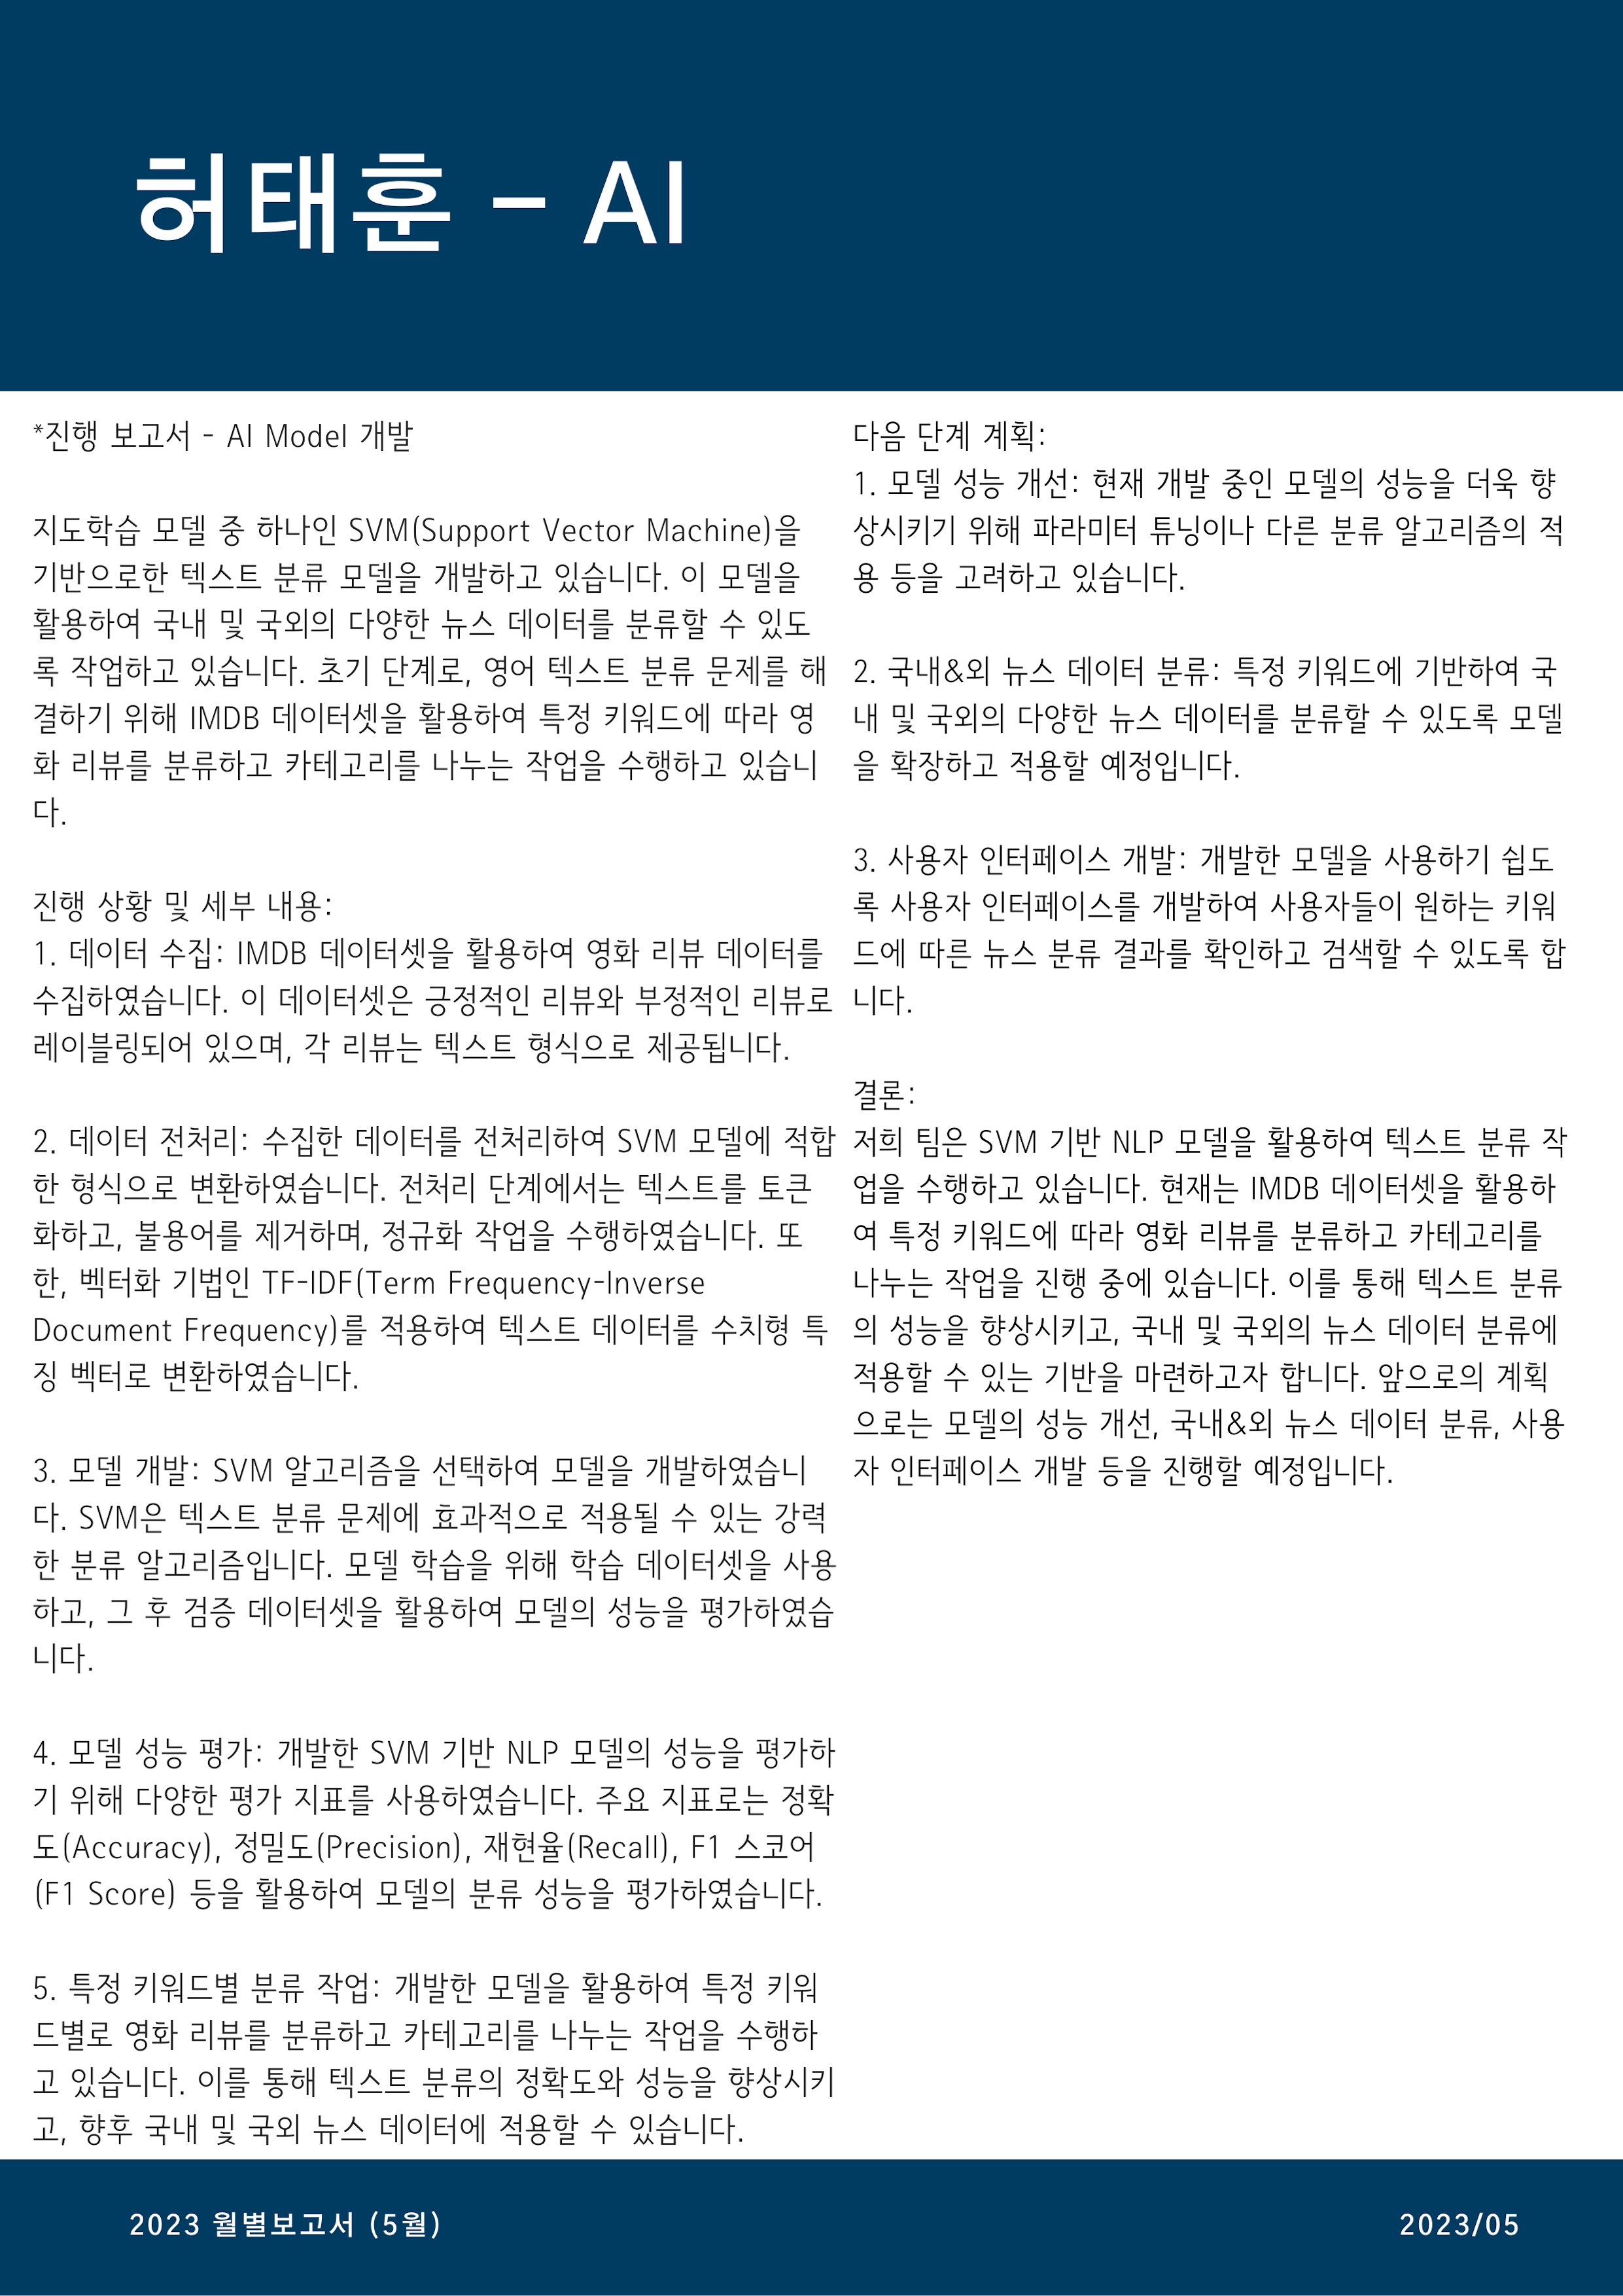 허태훈 - AI
*진행 보고서 - AI Model 개발
지도학습 모델 중 하나인 SVM(Support Vector Machine)을
기반으로한 텍스트 분류 모델을 개발하고 있습니다. 이 모델을
활용하여 국내 및 국외의 다양한 뉴스 데이터를 분류할 수 있도
록 작업하고 있습니다. 초기 단계로, 영어 텍스트 분류 문제를 해
결하기 위해 IMDB 데이터셋을 활용하여 특정 키워드에 따라 영
화 리뷰를 분류하고 카테고리를 나누는 작업을 수행하고 있습니
다.
진행 상황 및 세부 내용:
1. 데이터 수집: IMDB 데이터셋을 활용하여 영화 리뷰 데이터를
수집하였습니다. 이 데이터셋은 긍정적인 리뷰와 부정적인 리뷰로
레이블링되어 있으며, 각 리뷰는 텍스트 형식으로 제공됩니다.
2. 데이터 전처리: 수집한 데이터를 전처리하여 SVM 모델에 적합
한 형식으로 변환하였습니다. 전처리 단계에서는 텍스트를 토큰
화하고, 불용어를 제거하며, 정규화 작업을 수행하였습니다. 또
한, 벡터화 기법인 TF-IDF(Term Frequency-Inverse
Document Frequency)를 적용하여 텍스트 데이터를 수치형 특
징 벡터로 변환하였습니다.
3. 모델 개발: SVM 알고리즘을 선택하여 모델을 개발하였습니
다. SVM은 텍스트 분류 문제에 효과적으로 적용될 수 있는 강력
한 분류 알고리즘입니다. 모델 학습을 위해 학습 데이터셋을 사용
하고, 그 후 검증 데이터셋을 활용하여 모델의 성능을 평가하였습
니다.
4. 모델 성능 평가: 개발한 SVM 기반 NLP 모델의 성능을 평가하
기 위해 다양한 평가 지표를 사용하였습니다. 주요 지표로는 정확
도(Accuracy), 정밀도(Precision), 재현율(Recall), F1 스코어
(F1 Score) 등을 활용하여 모델의 분류 성능을 평가하였습니다.
5. 특정 키워드별 분류 작업: 개발한 모델을 활용하여 특정 키워
드별로 영화 리뷰를 분류하고 카테고리를 나누는 작업을 수행하
고 있습니다. 이를 통해 텍스트 분류의 정확도와 성능을 향상시키
고, 향후 국내 및 국외 뉴스 데이터에 적용할 수 있습니다.
다음 단계 계획:
1. 모델 성능 개선: 현재 개발 중인 모델의 성능을 더욱 향
상시키기 위해 파라미터 튜닝이나 다른 분류 알고리즘의 적
용 등을 고려하고 있습니다.
2. 국내&외 뉴스 데이터 분류: 특정 키워드에 기반하여 국
내 및 국외의 다양한 뉴스 데이터를 분류할 수 있도록 모델
을 확장하고 적용할 예정입니다.
3. 사용자 인터페이스 개발: 개발한 모델을 사용하기 쉽도
록 사용자 인터페이스를 개발하여 사용자들이 원하는 키워
드에 따른 뉴스 분류 결과를 확인하고 검색할 수 있도록 합
니다.
결론:
저희 팀은 SVM 기반 NLP 모델을 활용하여 텍스트 분류 작
업을 수행하고 있습니다. 현재는 IMDB 데이터셋을 활용하
여 특정 키워드에 따라 영화 리뷰를 분류하고 카테고리를
나누는 작업을 진행 중에 있습니다. 이를 통해 텍스트 분류
의 성능을 향상시키고, 국내 및 국외의 뉴스 데이터 분류에
적용할 수 있는 기반을 마련하고자 합니다. 앞으로의 계획
으로는 모델의 성능 개선, 국내&외 뉴스 데이터 분류, 사용
자 인터페이스 개발 등을 진행할 예정입니다.
2023 월별보고서 (5월)
2023/05